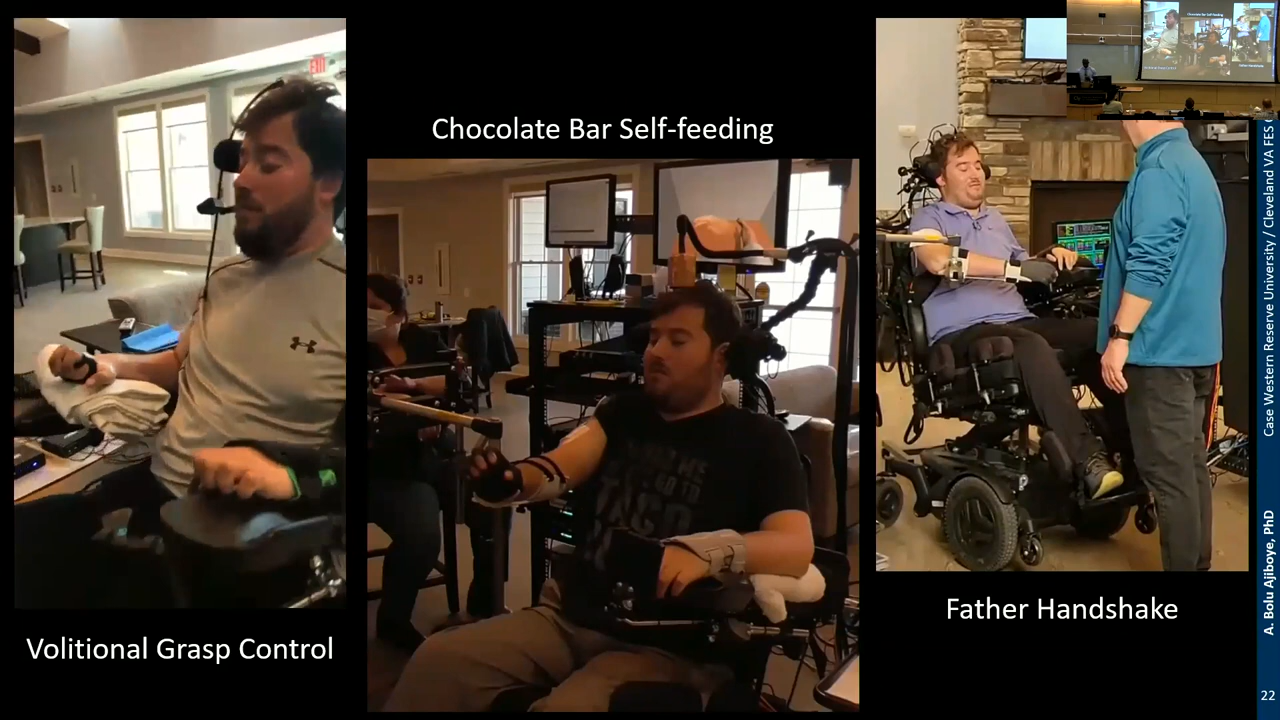 Chocolate Bar Self-feeding
Volitional Grasp Control
Father Handshake
EXIT
A. Bolu Ajiboye, PhD
Case Western Reserve University / Cleveland VA FES
22